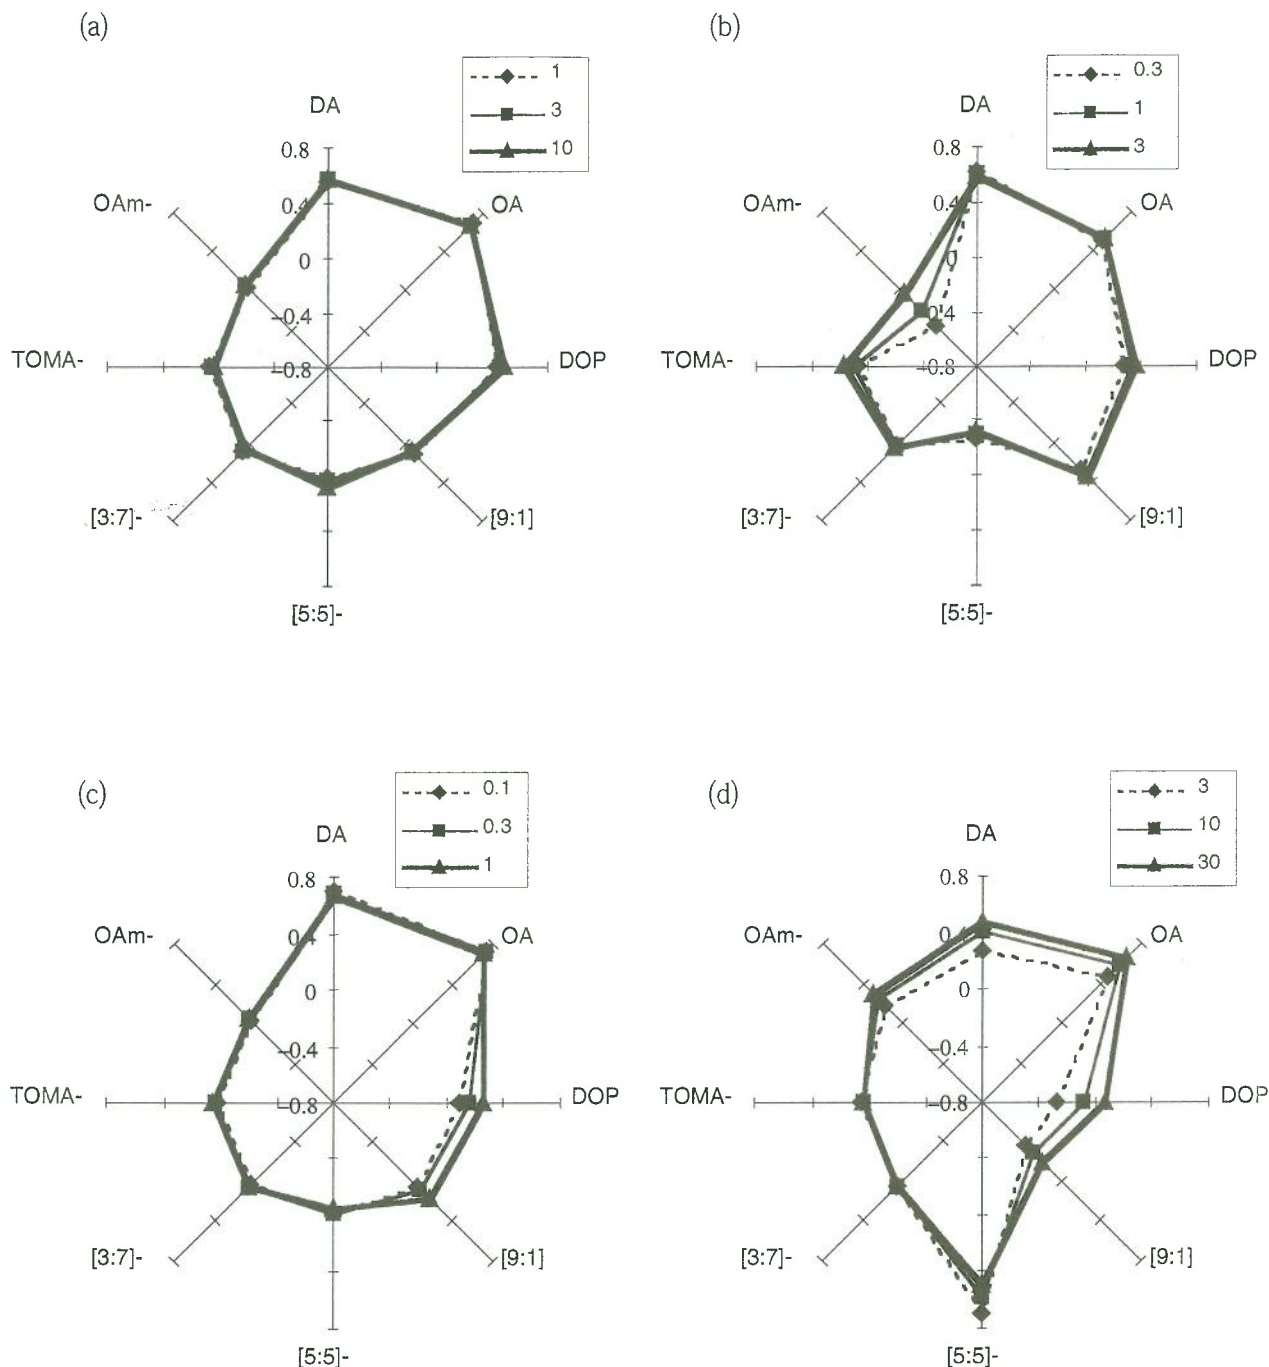 (a)
1
3
10
DA
0.8
0.4
0
−0.4
−0.8
OA
DOP
[9:1]
[5:5]-
[3:7]-
TOMA-
OAm-
(b)
0.3
1
3
DA
0.8
0.4
0
0.4
−0.8
OA
DOP
[9:1]
[5:5]-
[3:7]-
TOMA-
OAm-
(c)
0.1
0.3
1
DA
0.8
0.4
0
−0.4
−0.8
OA
DOP
[9:1]
[5:5]-
[3:7]-
TOMA-
OAm-
(d)
3
10
30
DA
0.8
0.4
0
−0.4
−0.8
OA
DOP
[9:1]
[5:5]-
[3:7]-
TOMA-
OAm-